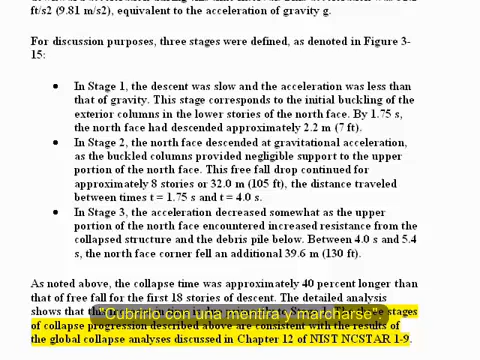 ft/s2 (9.81 m/s2), equivalent to the acceleration of gravity g.
For discussion purposes, three stages were defined, as denoted in Figure 3-
15:
• In Stage 1, the descent was slow and the acceleration was less than
that of gravity. This stage corresponds to the initial buckling of the
exterior columns in the lower stories of the north face. By 1.75 s,
the north face had descended approximately 2.2 m (7 ft).
• In Stage 2, the north face descended at gravitational acceleration,
as the buckled columns provided negligible support to the upper
portion of the north face. This free fall drop continued for
approximately 8 stories or 32.0 m (105 ft), the distance traveled
between times t = 1.75 s and t = 4.0 s.
• In Stage 3, the acceleration decreased somewhat as the upper
portion of the north face encountered increased resistance from the
collapsed structure and the debris pile below. Between 4.0 s and 5.4
s, the north corner fell an additional 39.6 m (130 ft).
As noted above, the collapse time was approximately 40 percent longer than
that of free fall for the first 18 stories of descent. The detailed analysis
shows that this
"Cubrirlo con una mentira y marcharse"
stages
of collapse progression described above are consistent with the results of
the global collapse analyses discussed in Chapter 12 of NIST NCSTAR 1-9.